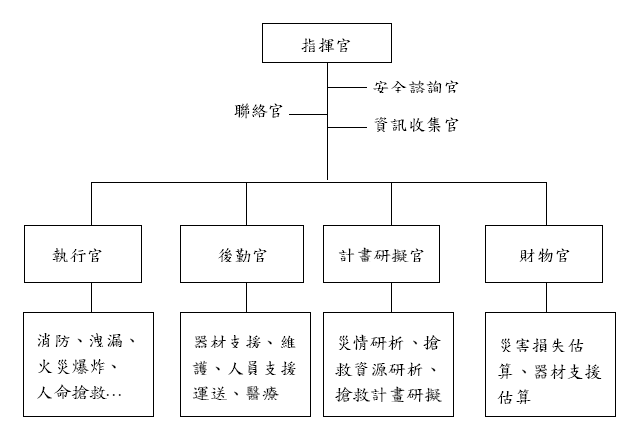 指揮官
安全諮詢官
聯絡官
資訊收集官
執行官
後勤官
計畫研擬官
財物官
消防、洩漏、
火災爆炸、
人命搶救…
器材支援、維
護、人員支援
運送、醫療
災情研析、搶
救資源研析、
搶救計畫研擬
災害損失估
算、器材支援
估算